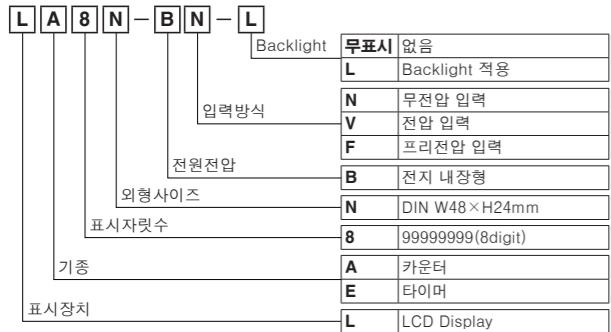 LA8N-BN-L
Backlight 무표시 없음
L Backlight 적용
입력방식 N 무전압 입력
V 전압 입력
F 프리전압 입력
전원전압 B 전지 내장형
외형사이즈 N DIN W48×H24mm
표시자릿수 8 99999999(8digit)
기종 A 카운터
E 타이머
표시장치 L LCD Display